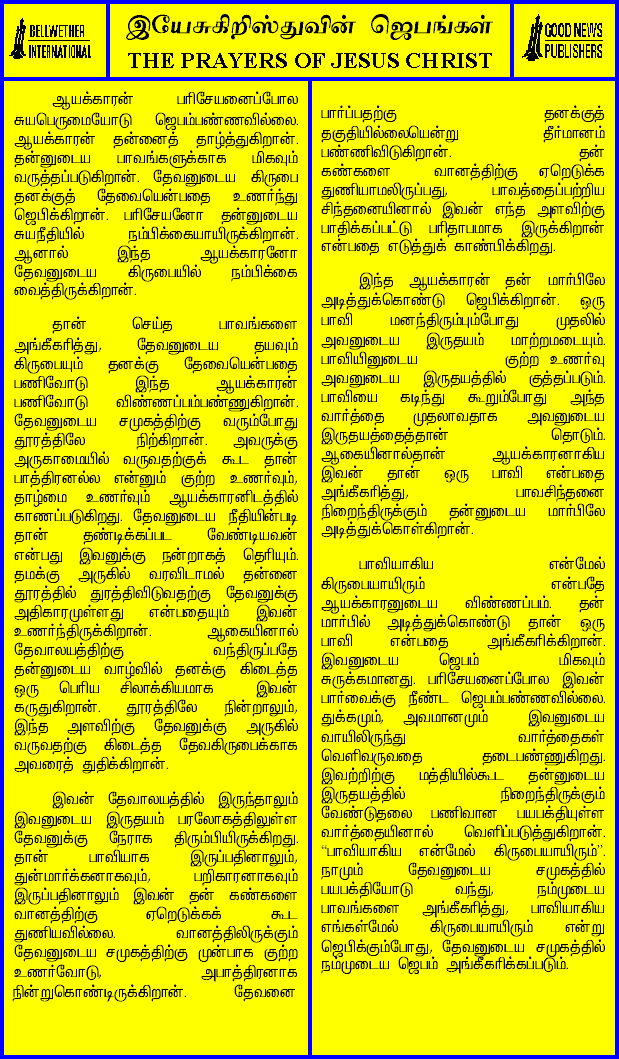 BELLWETHER
INTERNATIONAL
இயேசுகிறிஸ்துவின் ஜெபங்கள்
THE PRAYERS OF JESUS CHRIST
GOOD NEWS
PUBLISHERS
ஆயக்காரன் பரிசேயனைப்போல
சுயபெருமையோடு ஜெபம்பண்ணவில்லை.
ஆயக்காரன் தன்னைத் தாழ்த்துகிறான்.
தன்னுடைய பாவங்களுக்காக மிகவும்
வருத்தப்படுகிறான். தேவனுடைய கிருபை
தனக்குத் தேவையென்பதை உணர்ந்து
ஜெபிக்கிறான். பரிசேயனோ தன்னுடைய
சுயநீதியில் நம்பிக்கையாயிருக்கிறான்.
ஆனால் இந்த ஆயக்காரனோ
தேவனுடைய கிருபையில் நம்பிக்கை
வைத்திருக்கிறான்.
தான் செய்த பாவங்களை
அங்கீகரித்து, தேவனுடைய தயவும்
கிருபையும் தனக்கு தேவையென்பதை
பணிவோடு இந்த ஆயக்காரன்
பணிவோடு விண்ணப்பம்பண்ணுகிறான்.
தேவனுடைய சமுகத்திற்கு வரும்போது
தூரத்திலே நிற்கிறான். அவருக்கு
அருகாமையில் வருவதற்குக் கூட தான்
பாத்திரனல்ல என்னும் குற்ற உணர்வும்,
தாழ்மை உணர்வும் ஆயக்காரனிடத்தில்
காணப்படுகிறது. தேவனுடைய நீதியின்படி
தான் தண்டிக்கப்பட வேண்டியவன்
என்பது இவனுக்கு நன்றாகத் தெரியும்.
தமக்கு அருகில் வரவிடாமல் தன்னை
தூரத்தில் துரத்திவிடுவதற்கு தேவனுக்கு
அதிகாரமுள்ளது என்பதையும் இவன்
உணர்ந்திருக்கிறான். ஆகையினால்
தேவாலயத்திற்கு வந்திருப்பதே
தன்னுடைய வாழ்வில் தனக்கு கிடைத்த
ஒரு பெரிய சிலாக்கியமாக இவன்
கருதுகிறான். தூரத்திலே நின்றாலும்,
இந்த அளவிற்கு தேவனுக்கு அருகில்
வருவதற்கு கிடைத்த தேவகிருபைக்காக
அவரைத் துதிக்கிறான்.
இவன் தேவாலயத்தில் இருந்தாலும்
இவனுடைய இருதயம் பரலோகத்திலுள்ள
தேவனுக்கு நேராக திரும்பியிருக்கிறது.
தான் பாவியாக இருப்பதினாலும்,
துன்மார்க்கனாகவும், பறிகாரனாகவும்
இருப்பதினாலும் இவன் தன் கண்களை
வானத்திற்கு ஏறெடுக்கக் கூட
துணியவில்லை. வானத்திலிருக்கும்
தேவனுடைய சமுகத்திற்கு முன்பாக குற்ற
உணர்வோடு, அபாத்திரனாக
நின்றுகொண்டிருக்கிறான். தேவனை
பார்ப்பதற்கு தனக்குத்
தகுதியில்லையென்று தீர்மானம்
பண்ணிவிடுகிறான். தன்
கண்களை வானத்திற்கு ஏறெடுக்க
துணியாமலிருப்பது, பாவத்தைப்பற்றிய
சிந்தனையினால் இவன் எந்த அளவிற்கு
பாதிக்கப்பட்டு பரிதாபமாக இருக்கிறான்
என்பதை எடுத்துக் காண்பிக்கிறது.
இந்த ஆயக்காரன் தன் மார்பிலே
அடித்துக்கொண்டு ஜெபிக்கிறான். ஒரு
பாவி மனந்திரும்பும்போது முதலில்
அவனுடைய இருதயம் மாற்றமடையும்.
பாவியினுடைய குற்ற உணர்வு
அவனுடைய இருதயத்தில் குத்தப்படும்.
பாவியை கடிந்து கூறும்போது அந்த
வார்த்தை முதலாவதாக அவனுடைய
இருதயத்தைத்தான் தொடும்.
ஆகையினால்தான் ஆயக்காரனாகிய
இவன் தான் ஒரு பாவி என்பதை
அங்கீகரித்து, பாவசிந்தனை
நிறைந்திருக்கும் தன்னுடைய மார்பிலே
அடித்துக்கொள்கிறான்.
பாவியாகிய என்மேல்
கிருபையாயிரும் என்பதே
ஆயக்காரனுடைய விண்ணப்பம். தன்
மார்பில் அடித்துக்கொண்டு தான் ஒரு
பாவி என்பதை அங்கீகரிக்கிறான்.
இவனுடைய ஜெபம் மிகவும்
சுருக்கமானது. பரிசேயனைப்போல இவன்
பார்வைக்கு நீண்ட ஜெபம்பண்ணவில்லை.
துக்கமும், அவமானமும் இவனுடைய
வாயிலிருந்து வார்த்தைகள்
வெளிவருவதை தடைபண்ணுகிறது.
இவற்றிற்கு மத்தியில்கூட தன்னுடைய
இருதயத்தில் நிறைந்திருக்கும்
வேண்டுதலை பணிவான பயபக்தியுள்ள
வார்த்தையினால் வெளிப்படுத்துகிறான்.
“பாவியாகிய என்மேல் கிருபையாயிரும்”.
நாமும் தேவனுடைய சமுகத்தில்
பயபக்தியோடு வந்து, நம்முடைய
பாவங்களை அங்கீகரித்து, பாவியாகிய
எங்கள்மேல் கிருபையாயிரும் என்று
ஜெபிக்கும்போது, தேவனுடைய சமுகத்தில்
நம்முடைய ஜெபம் அங்கீகரிக்கப்படும்.